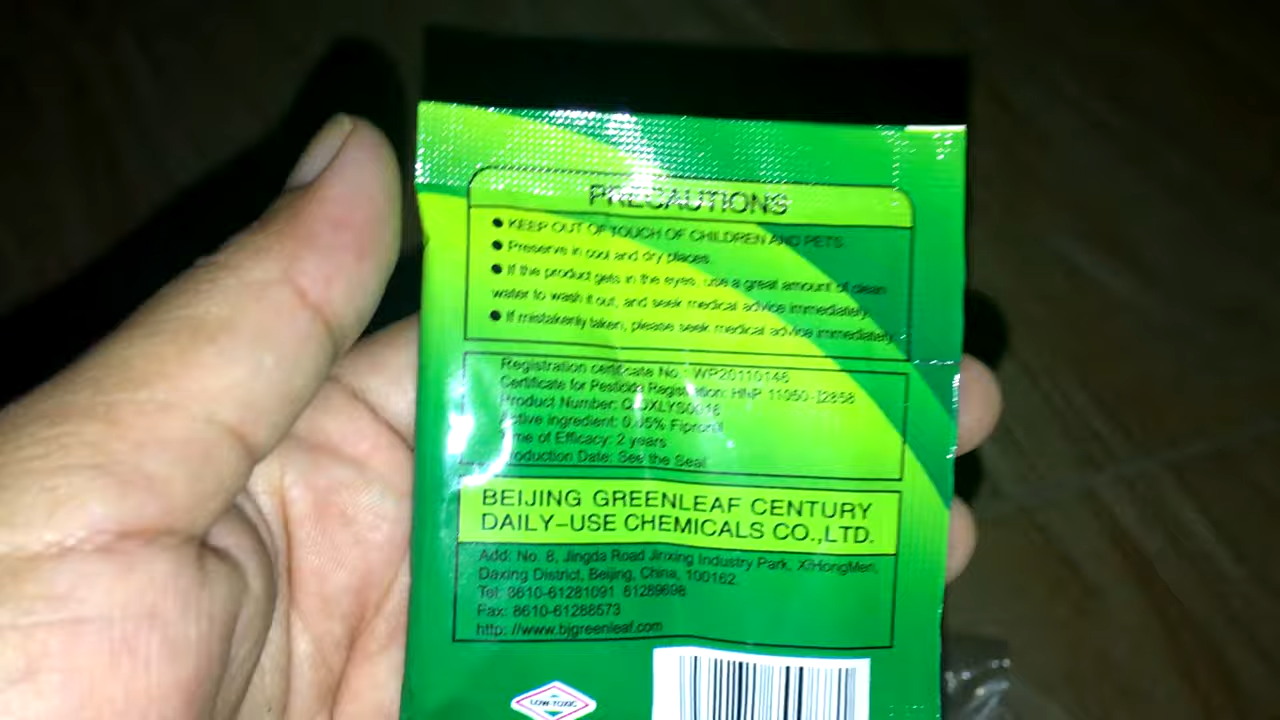 PRECAUTIONS
● KEEP OUT OF TOUCH OF CHILDREN AND PETS.
● Preserve in cool and dry places.
● If the product gets in the eyes, use a great amount of clean
water to wash it out, and seek medical advice immediately.
● If mistakenly taken, please seek medical advice immediately.
Registration certificate No.: WP20110146
Certificate for Pesticide Registration: HNP 11050-
Product Number:
Active Ingredient: 0.05% Fipronil
Time of Efficacy: 2 years
Production Date: See the Seal
BEIJING GREENLEAF CENTURY
DAILY-USE CHEMICALS CO.,LTD.
Add: No. 8, Jingda Road Jinxing Industry Park, XiHongMen,
Daxing District, Beijing, China, 100162
Tel: 8610-61281091 61289698
Fax: 8610-61288573
http: //www.bjgreenleaf.com
LOW-TOXIC